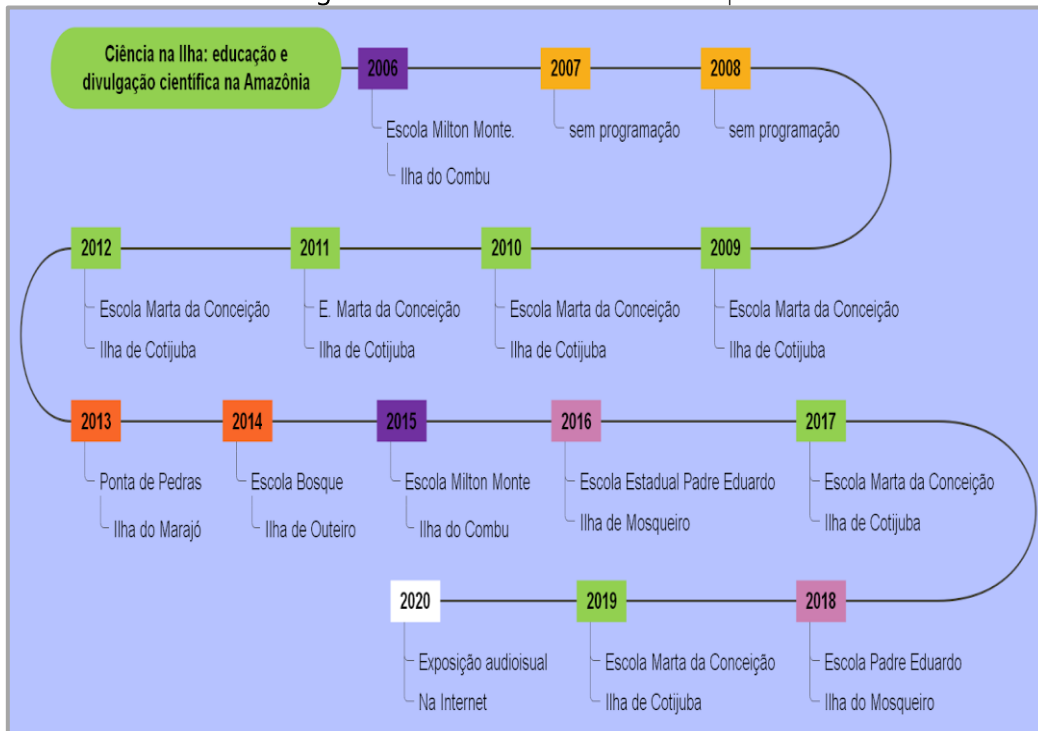 Ciência na Ilha: educação e
divulgação científica na Amazônia
2006
Escola Milton Monte.
Ilha do Combu
2007
sem programação
2008
sem programação
2009
Escola Marta da Conceição
Ilha de Cotijuba
2010
Escola Marta da Conceição
Ilha de Cotijuba
2011
E. Marta da Conceição
Ilha de Cotijuba
2012
Escola Marta da Conceição
Ilha de Cotijuba
2013
Ponta de Pedras
Ilha do Marajó
2014
Escola Bosque
Ilha de Outeiro
2015
Escola Milton Monte
Ilha do Combu
2016
Escola Estadual Padre Eduardo
Ilha de Mosqueiro
2017
Escola Marta da Conceição
Ilha de Cotijuba
2018
Escola Padre Eduardo
Ilha do Mosqueiro
2019
Escola Marta da Conceição
Ilha de Cotijuba
2020
Exposição audioisual
Na Internet